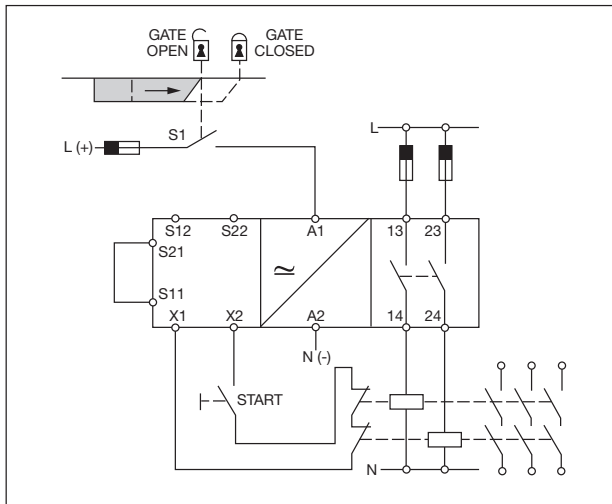 GATE OPEN
GATE CLOSED
S1
L (+)
L
S12
S22
A1
13
23
S21
S11
X1
X2
A2
14
24
N (-)
START
N